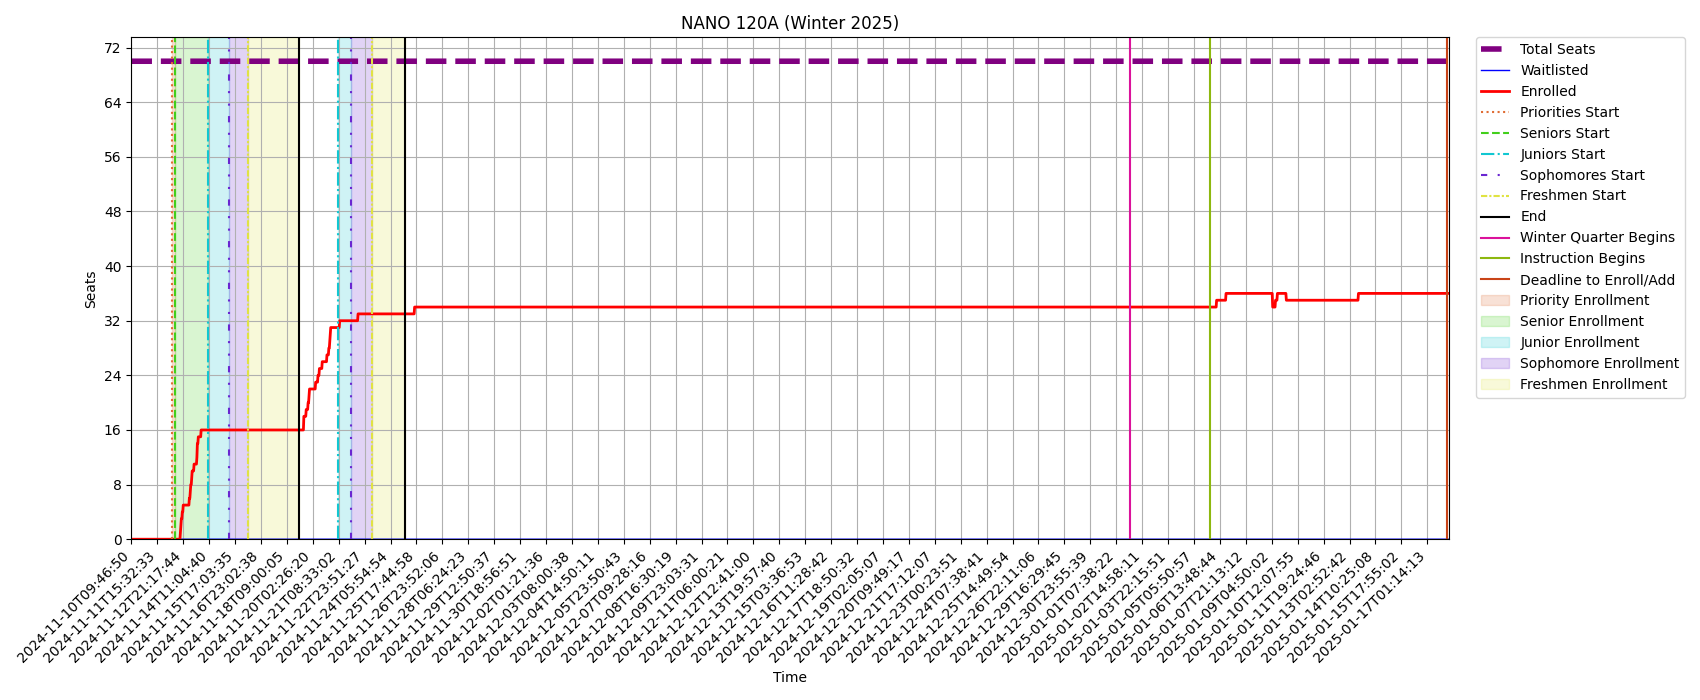 NANO 120A (Winter 2025)
Seats
72
64
56
48
40
32
24
16
8
0
2024-11-10T09:46:50
2024-11-11T15:32:33
2024-11-12T21:17:44
2024-11-14T11:04:40
2024-11-15T17:03:35
2024-11-16T23:02:38
2024-11-18T09:00:05
2024-11-20T02:26:20
2024-11-21T08:33:02
2024-11-22T23:51:27
2024-11-24T05:54:54
2024-11-25T17:44:58
2024-11-26T23:52:06
2024-11-28T06:24:23
2024-11-29T12:50:37
2024-11-30T18:56:51
2024-12-02T01:21:36
2024-12-03T08:00:38
2024-12-04T14:50:11
2024-12-05T23:50:43
2024-12-07T09:28:16
2024-12-08T16:30:19
2024-12-09T23:03:31
2024-12-11T06:00:21
2024-12-12T12:41:00
2024-12-13T19:57:40
2024-12-15T03:36:53
2024-12-16T11:28:42
2024-12-17T18:50:32
2024-12-19T02:05:07
2024-12-20T09:49:17
2024-12-21T17:12:07
2024-12-23T00:23:51
2024-12-24T07:38:41
2024-12-25T14:49:54
2024-12-26T22:11:06
2024-12-29T16:29:45
2024-12-30T23:55:39
2025-01-01T07:38:22
2025-01-02T14:58:11
2025-01-03T22:15:51
2025-01-05T05:50:57
2025-01-06T13:48:44
2025-01-07T21:13:12
2025-01-09T04:50:02
2025-01-10T12:07:55
2025-01-11T19:24:46
2025-01-13T02:52:42
2025-01-14T10:25:08
2025-01-15T17:55:02
2025-01-17T01:14:13
Time
Total Seats
Waitlisted
Enrolled
Priorities Start
Seniors Start
Juniors Start
Sophomores Start
Freshmen Start
End
Winter Quarter Begins
Instruction Begins
Deadline to Enroll/Add
Priority Enrollment
Senior Enrollment
Junior Enrollment
Sophomore Enrollment
Freshmen Enrollment